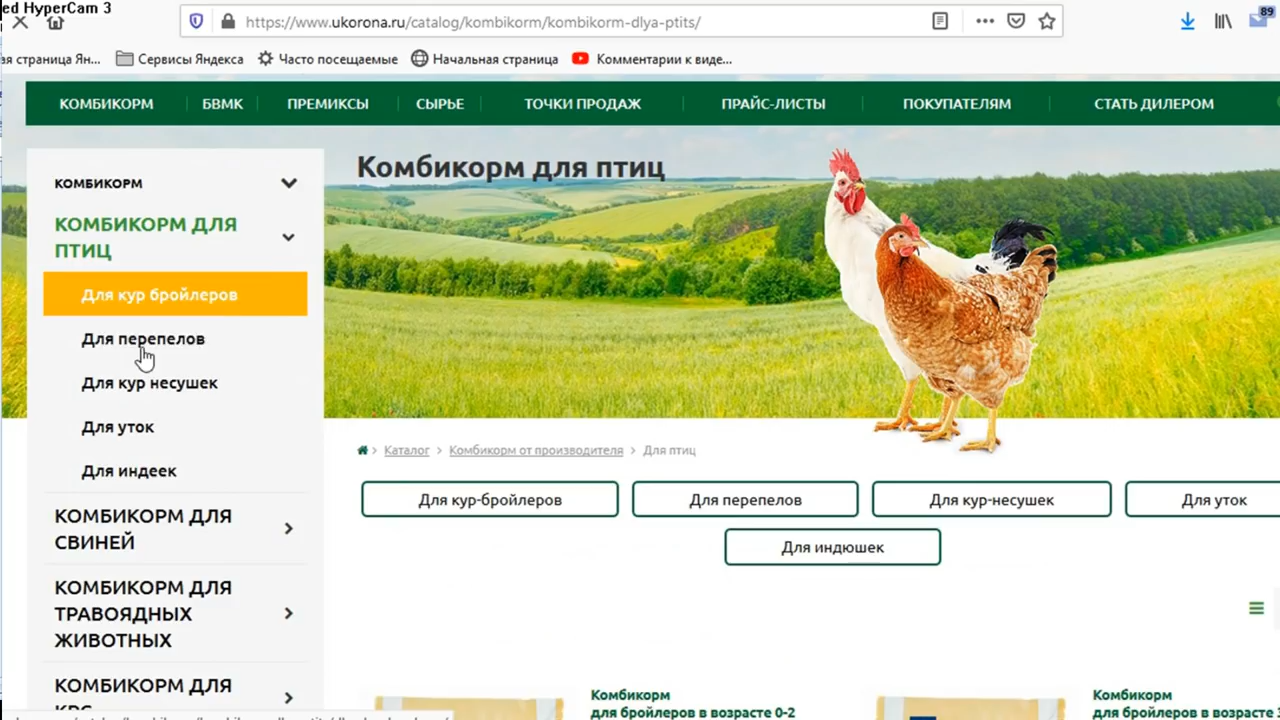 ed HyperCam 3
89
https://www.ukorona.ru/catalog/kombikorm/kombikorm-dlya-ptits/
ая страница Ян...
Сервисы Яндекса
Часто посещаемые
Начальная страница
Комментарии к виде...
КОМБИКОРМ
БВМК
ПРЕМИКСЫ
СЫРЬЕ
ТОЧКИ ПРОДАЖ
ПРАЙС-ЛИСТЫ
ПОКУПАТЕЛЯМ
СТАТЬ ДИЛЕРОМ
КОМБИКОРМ
КОМБИКОРМ ДЛЯ
ПТИЦ
Для кур бройлеров
Для перепелов
Для кур несушек
Для уток
Для индеек
КОМБИКОРМ ДЛЯ
СВИНЕЙ
КОМБИКОРМ ДЛЯ
ТРАВОЯДНЫХ
ЖИВОТНЫХ
КОМБИКОРМ ДЛЯ
КРС
Комбикорм для птиц
Каталог > Комбикорм от производителя > Для птиц
Для кур-бройлеров
Для перепелов
Для кур-несушек
Для уток
Для индюшек
Комбикорм
для бройлеров в возрасте 0-2
Комбикорм
для бройлеров в возрасте